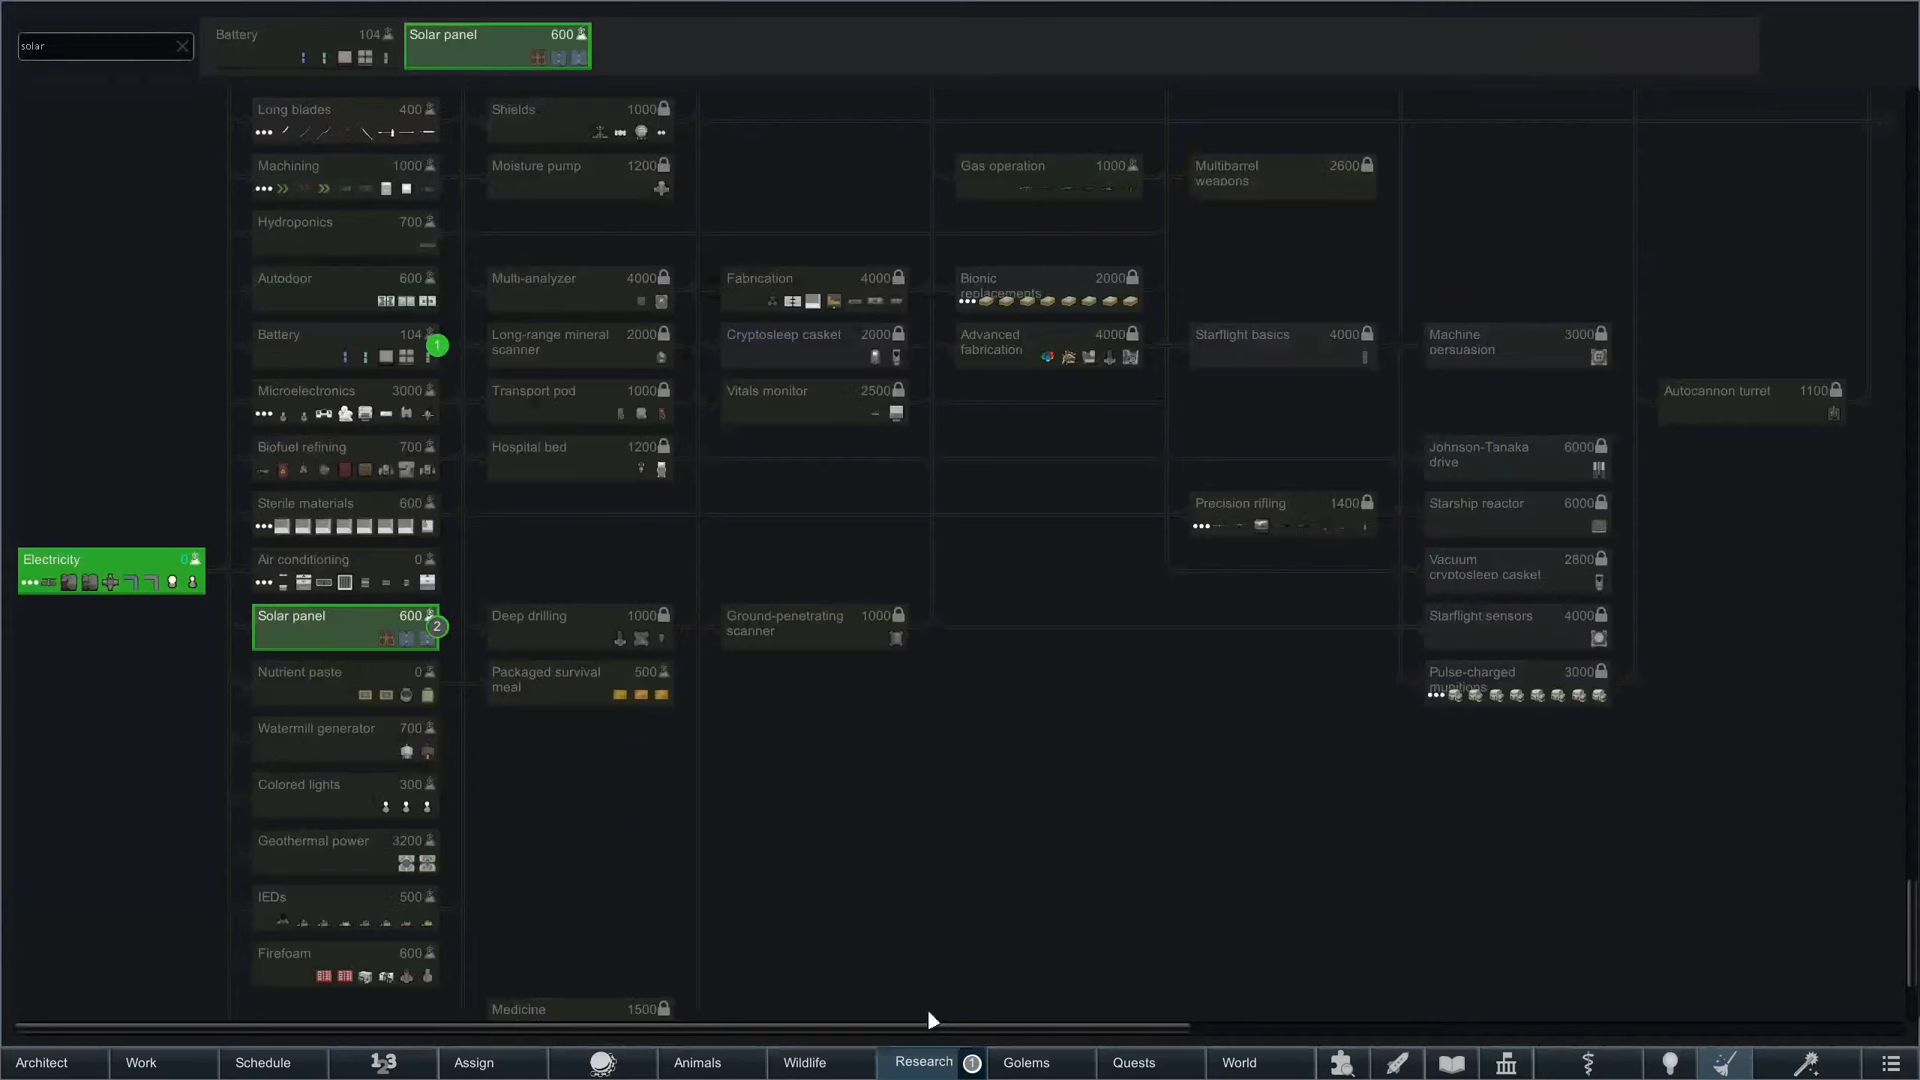 solar
Battery 104
Solar panel 600
Long blades 400
Shields 1000
Machining 1000
Moisture pump 1200
Gas operation 1000
Multibarrel 2600
weapons
Hydroponics 700
Autodoor 600
Multi-analyzer 4000
Fabrication 4000
Bionic 2000
replacements
Battery 104
1
Long-range mineral 2000
scanner
Cryptosleep casket 2000
Advanced 4000
fabrication
Starflight basics 4000
Machine 3000
persuasion
Microelectronics 3000
Transport pod 1000
Vitals monitor 2500
Autocannon turret 1100
Biofuel refining 700
Hospital bed 1200
Johnson-Tanaka 6000
drive
Sterile materials 600
Precision rifling 1400
Starship reactor 6000
Electricity 0
Air conditioning 0
Vacuum 2800
cryptosleep casket
Solar panel 600
2
Deep drilling 1000
Ground-penetrating 1000
scanner
Starflight sensors 4000
Nutrient paste 0
Packaged survival 500
meal
Pulse-charged 3000
munitions
Watermill generator 700
Colored lights 300
Geothermal power 3200
IEDs 500
Firefoam 600
Medicine 1500
Architect
Work
Schedule
123
Assign
Animals
Wildlife
Research 1
Golems
Quests
World